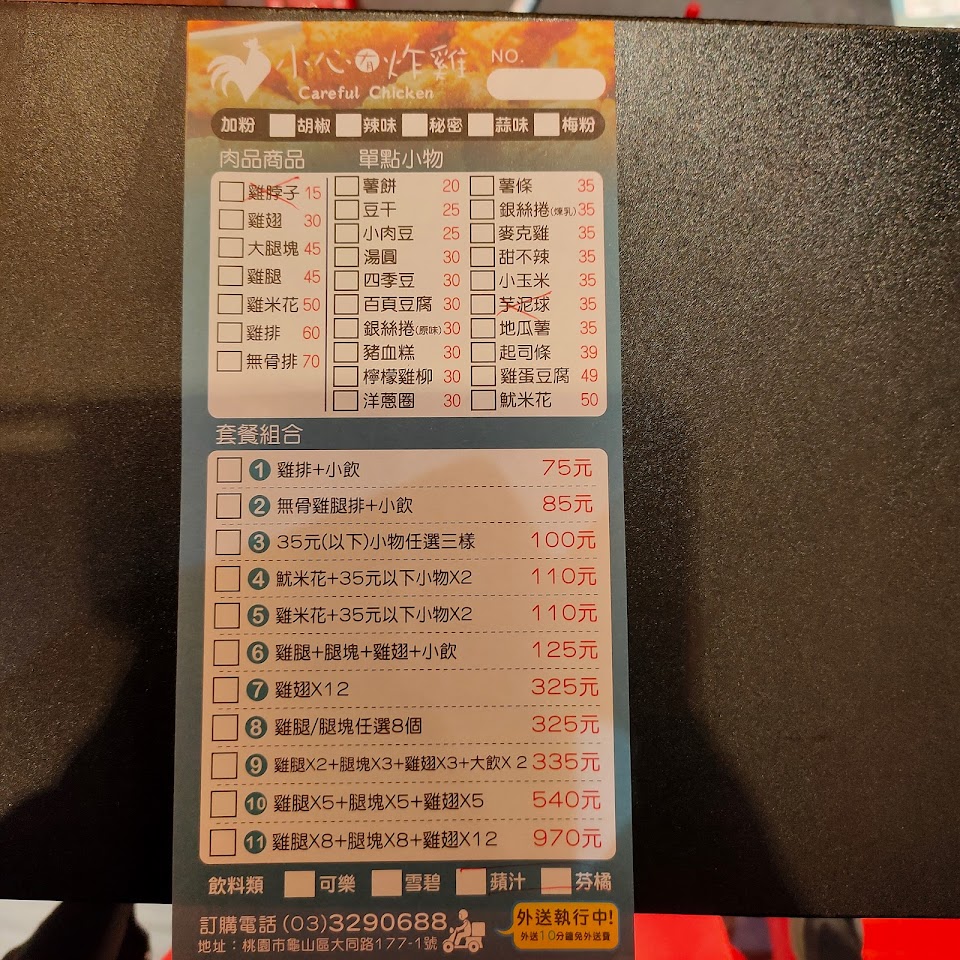 小心有炸雞 NO.
Careful Chicken
加粉 胡椒 辣味 秘密 蒜味 梅粉
肉品商品
雞脖子 15
雞翅 30
大腿塊 45
雞腿 45
雞米花 50
雞排 60
無骨排 70
單點小物
薯餅 20
豆干 25
小肉豆 25
湯圓 30
四季豆 30
百頁豆腐 30
銀絲捲(原味) 30
豬血糕 30
檸檬雞柳 30
洋蔥圈 30
薯條 35
銀絲捲(煉乳) 35
麥克雞 35
甜不辣 35
小玉米 35
芋泥球 35
地瓜薯 35
起司條 39
雞蛋豆腐 49
魷米花 50
套餐組合
1 雞排+小飲 75元
2 無骨雞腿排+小飲 85元
3 35元(以下)小物任選三樣 100元
4 魷米花+35元以下小物X2 110元
5 雞米花+35元以下小物X2 110元
6 雞腿+腿塊+雞翅+小飲 125元
7 雞翅X12 325元
8 雞腿/腿塊任選8個 325元
9 雞腿X2+腿塊X3+雞翅X3+大飲X2 335元
10 雞腿X5+腿塊X5+雞翅X5 540元
11 雞腿X8+腿塊X8+雞翅X12 970元
飲料類 可樂 雪碧 蘋汁 芬橘
訂購電話 (03)3290688
地址：桃園市龜山區大同路177-1號
外送執行中!
外送10分鐘免外送費